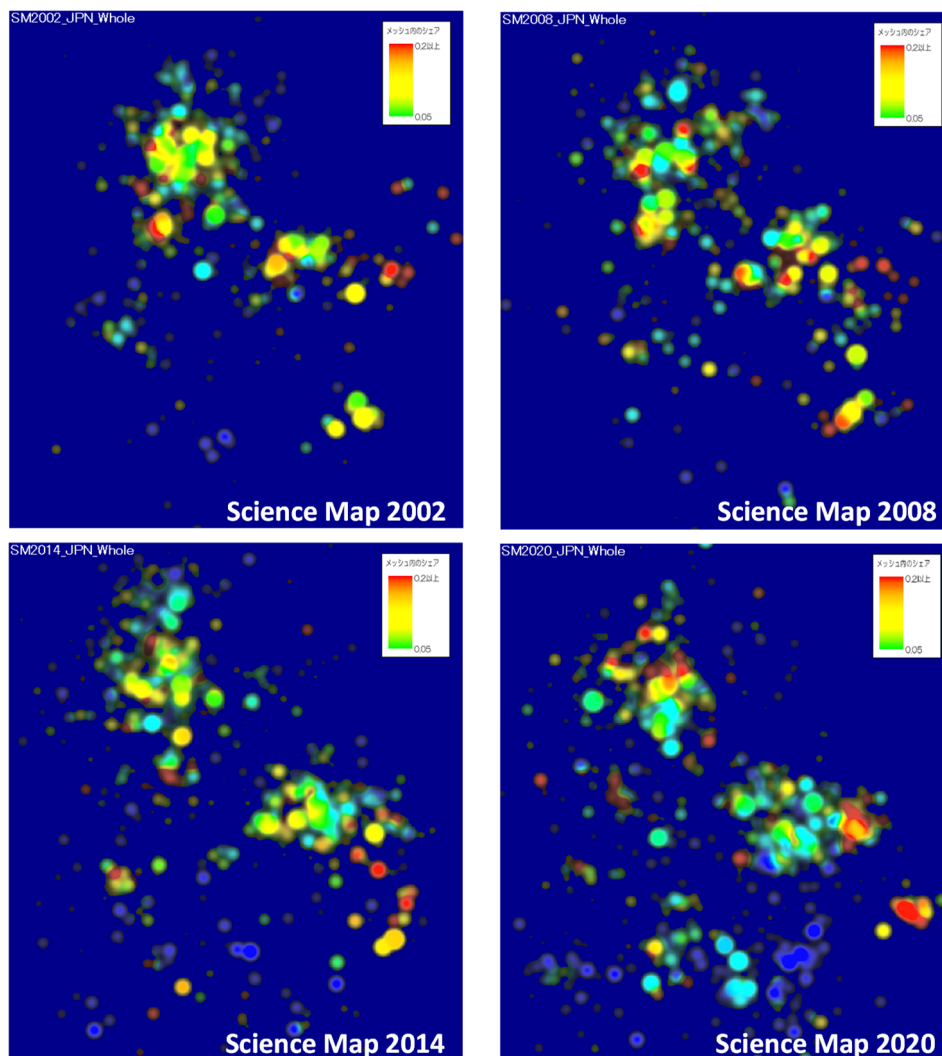 SM2002_JPN_Whole
メッシュ内のシェア
0.2以上
0.05
Science Map 2002
SM2008_JPN_Whole
メッシュ内のシェア
0.2以上
0.05
Science Map 2008
SM2014_JPN_Whole
メッシュ内のシェア
0.2以上
0.05
Science Map 2014
SM2020_JPN_Whole
メッシュ内のシェア
0.2以上
0.05
Science Map 2020